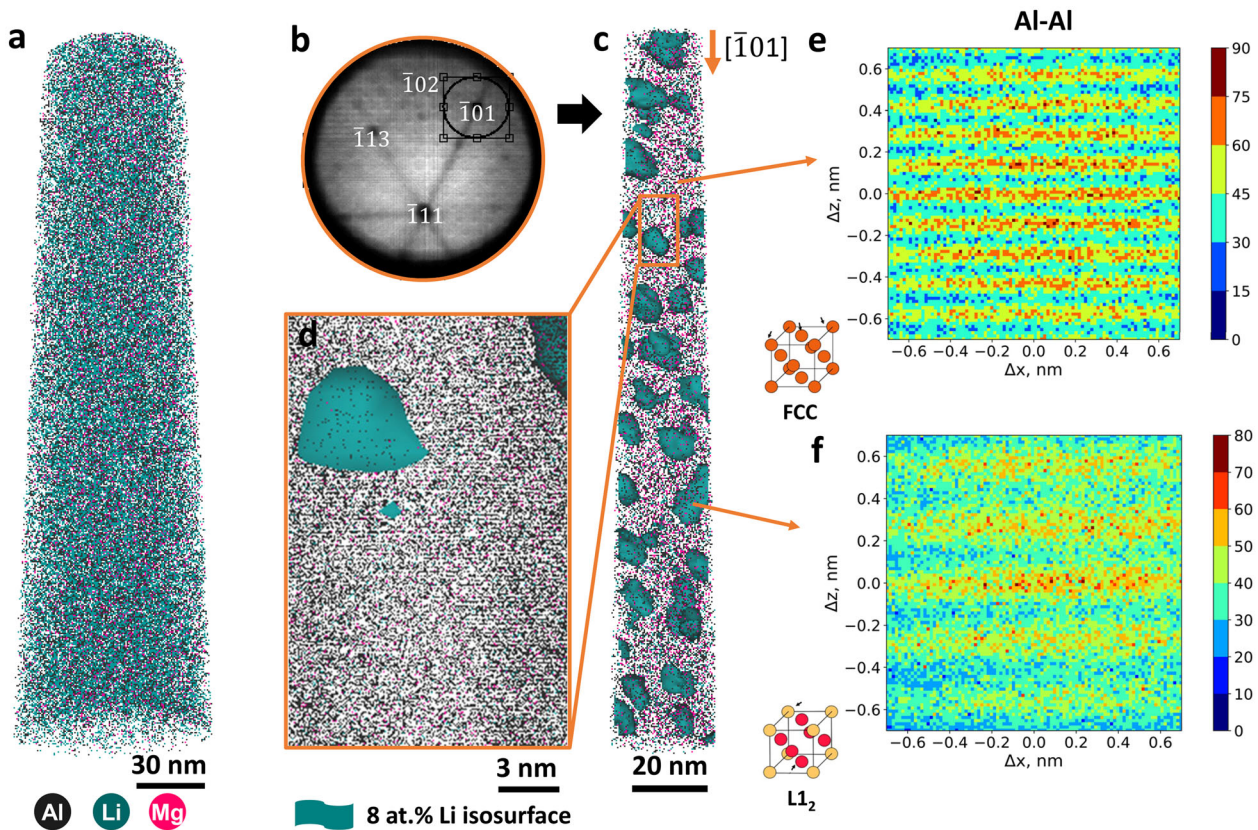 a
30 nm
Al Li Mg
b
1̅02
1̅01
1̅13
1̅11
c
[1̅01]
20 nm
d
3 nm
8 at.% Li isosurface
Al-Al
e
0.6
0.4
0.2
0.0
−0.2
−0.4
−0.6
Δz, nm
−0.6 −0.4 −0.2 0.0 0.2 0.4 0.6
Δx, nm
90
75
60
45
30
15
0
FCC
f
0.6
0.4
0.2
0.0
−0.2
−0.4
−0.6
Δz, nm
−0.6 −0.4 −0.2 0.0 0.2 0.4 0.6
Δx, nm
80
70
60
50
40
30
20
10
0
L1₂